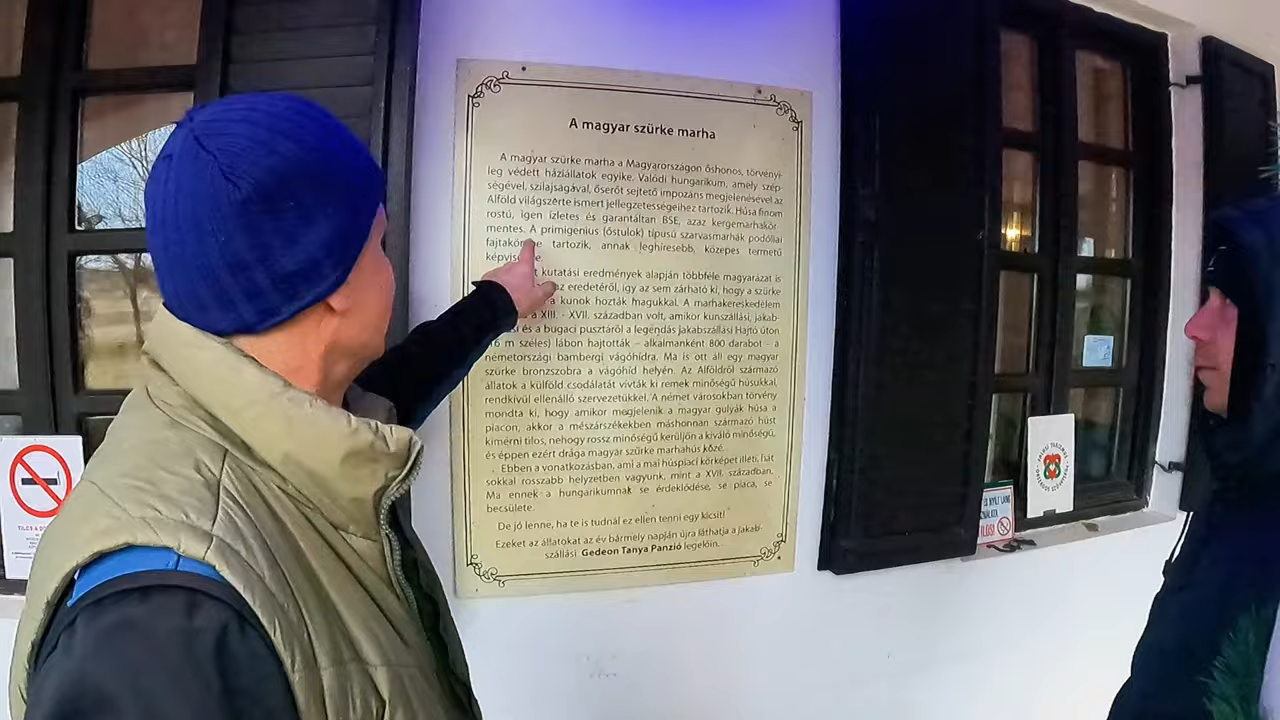 A magyar szürke marha
A magyar szürke marha a Magyarországon őshonos, törvényi-
leg védett háziállatok egyike. Valódi hungarikum, amely szép-
ségével, szilajságával, őserőt sejtető impozáns megjelenésével az
Alföld világszerte ismert jellegzetességeihez tartozik. Húsa finom
rostú, igen ízletes és garantáltan BSE, azaz kergemarhakór-
mentes. A primigenius (őstulok) típusú szarvasmarhák podóliai
tartozik, annak leghíresebb, közepes termetű
kutatási eredmények alapján többféle magyarázat is
az eredetéről, így az sem zárható ki, hogy a szürke
a kunok hozták magukkal. A marhakereskedelem
a XIII. - XVII. században volt, amikor kunszállási, jakab-
és a bugaci pusztáról a legendás jakabszállási Hajtó úton
m széles) lábon hajtották – alkalmanként 800 darabot – a
németországi bambergi vágóhídra. Ma is ott áll egy magyar
szürke bronzszobra a vágóhíd helyén. Az Alföldről származó
állatok a külföld csodálatát vívták ki remek minőségű húsukkal,
rendkívül ellenálló szervezetükkel. A német városokban törvény
mondta ki, hogy amikor megjelenik a magyar gulyák húsa a
piacon, akkor a mészárszékekben máshonnan származó húst
kimérni tilos, nehogy rossz minőségű kerüljön a kiváló minőségű,
és éppen ezért drága magyar szürke marhahús közé.
Ebben a vonatkozásban, ami a mai húspiaci körképet illeti, hát
sokkal rosszabb helyzetben vagyunk, mint a XVII. században.
Ma ennek a hungarikumnak se érdeklődése, se piaca, se
becsülete.
De jó lenne, ha te is tudnál ez ellen tenni egy kicsit!
Ezeket az állatokat az év bármely napján újra láthatja a jakab-
szállási Gedeon Tanya Panzió legelőin.